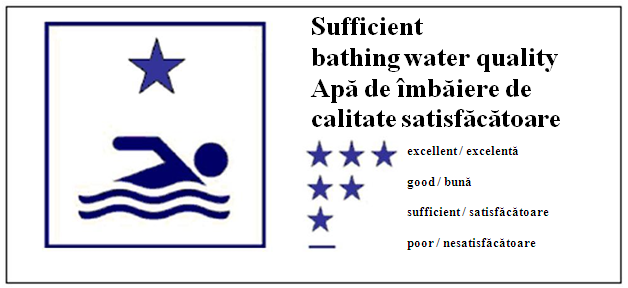 Sufficient
bathing water quality
Apă de îmbăiere de
calitate satisfăcătoare
excellent / excelentă
good / bună
sufficient / satisfăcătoare
poor / nesatisfăcătoare